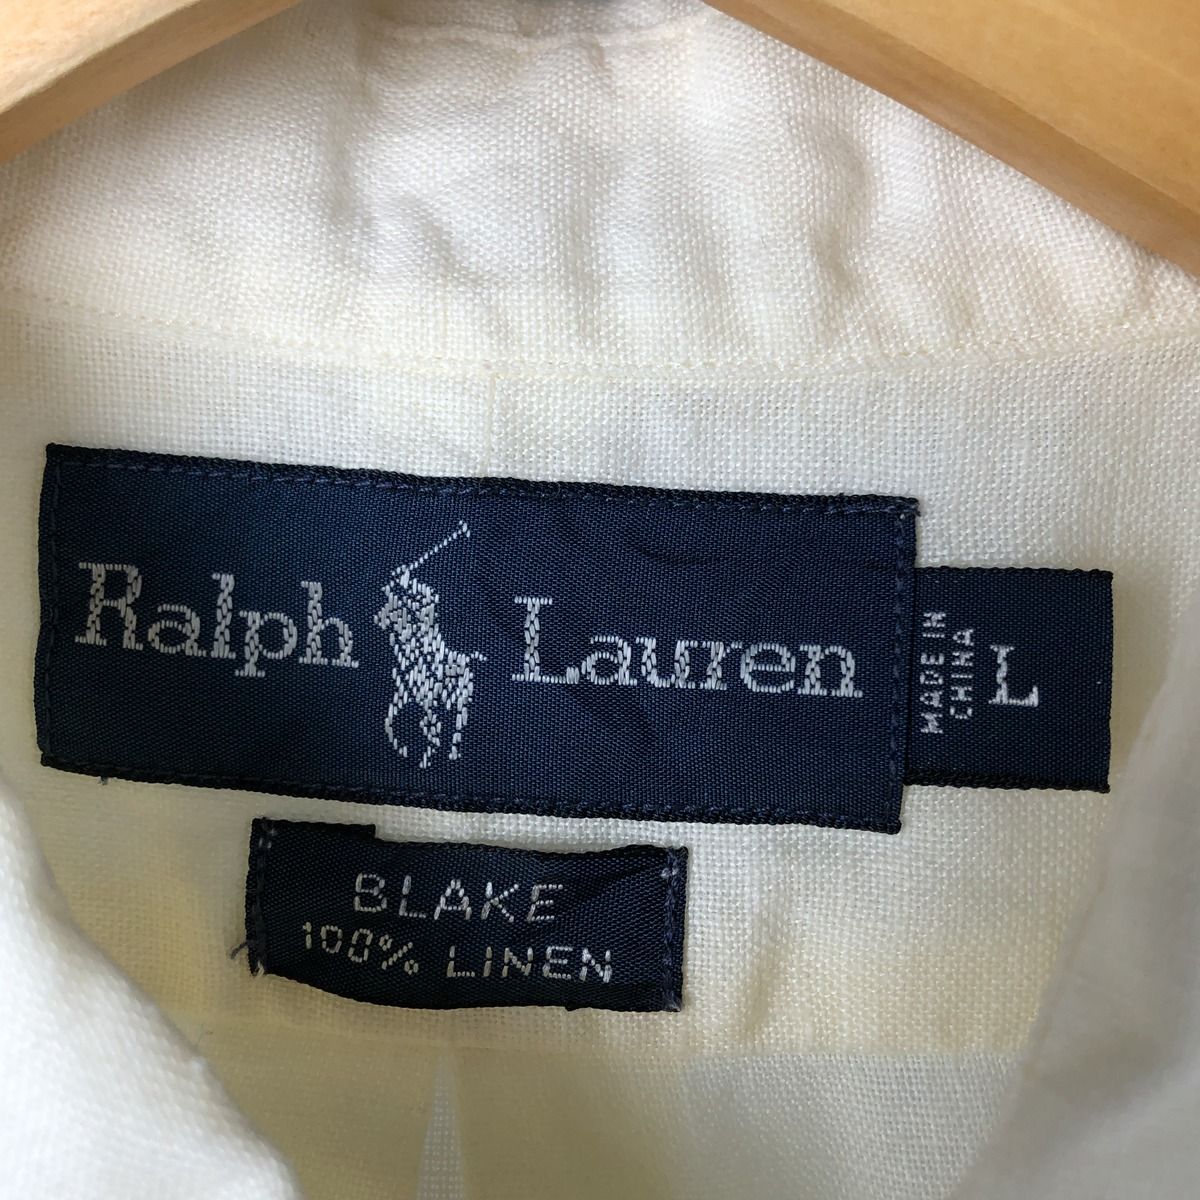 Ralph Lauren
MADE IN
CHINA
L
BLAKE
100% LINEN